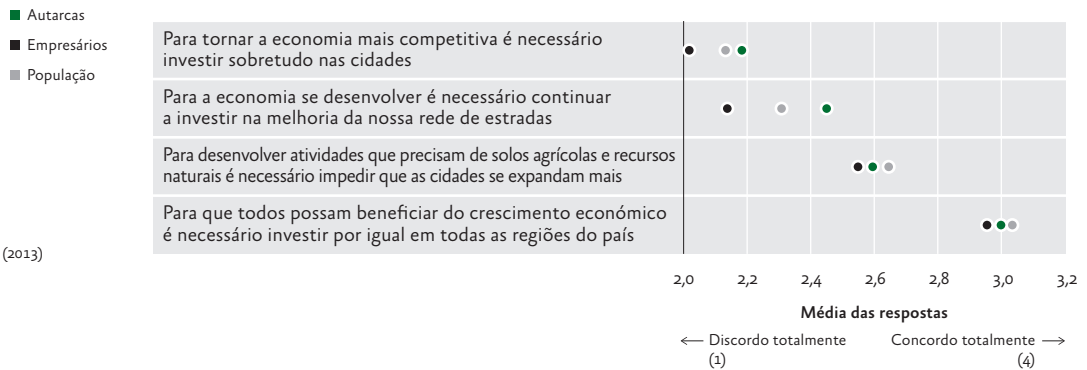 Autarcas
Empresários
População
Para tornar a economia mais competitiva é necessário
investir sobretudo nas cidades
Para a economia se desenvolver é necessário continuar
a investir na melhoria da nossa rede de estradas
Para desenvolver atividades que precisam de solos agrícolas e recursos
naturais é necessário impedir que as cidades se expandam mais
Para que todos possam beneficiar do crescimento económico
é necessário investir por igual em todas as regiões do país
(2013)
2,0 2,2 2,4 2,6 2,8 3,0 3,2
Média das respostas
← Discordo totalmente Concordo totalmente →
(1) (4)